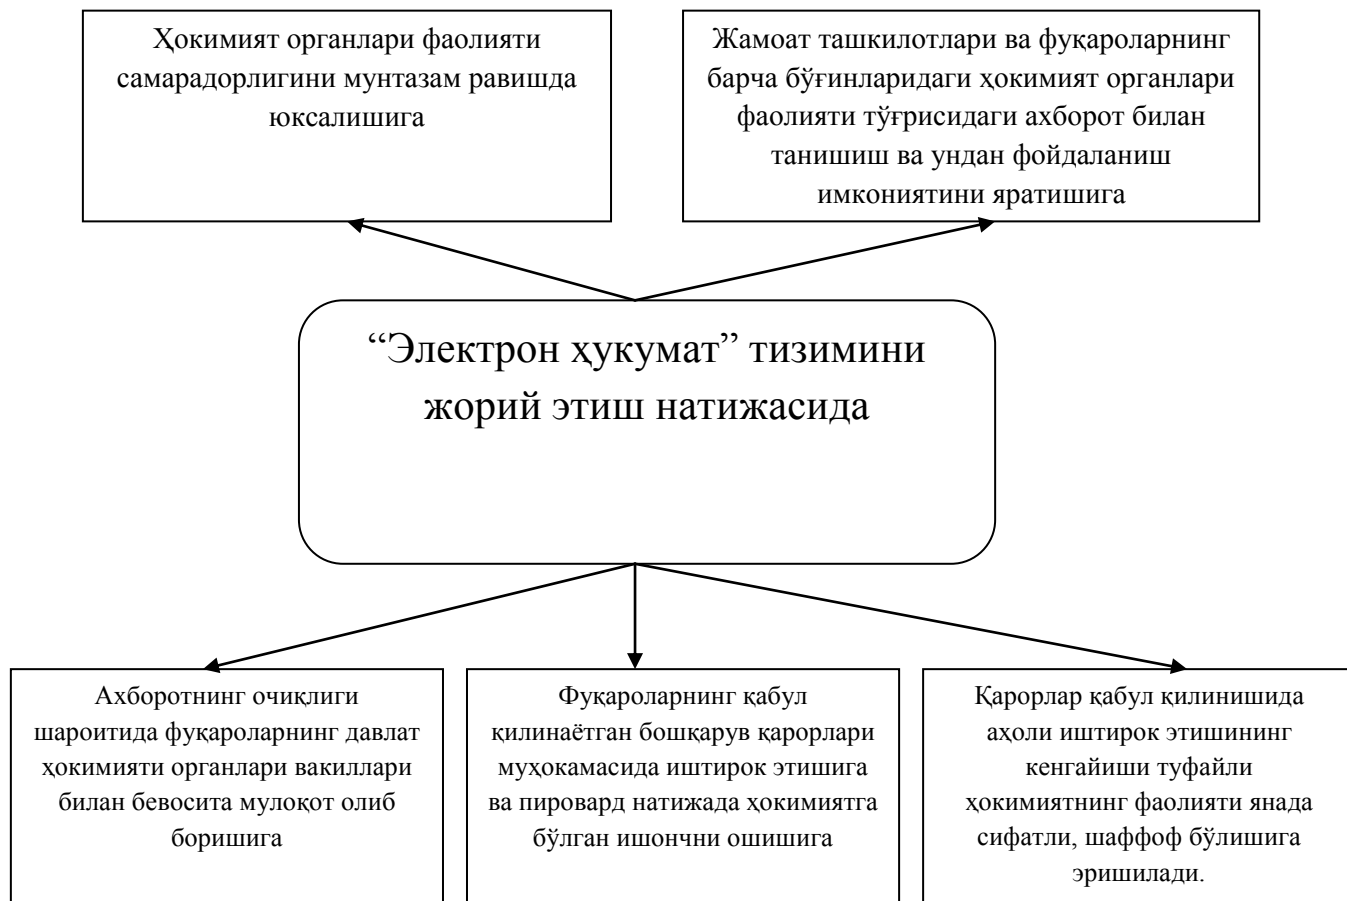 Ҳокимият органлари фаолияти
самарадорлигини мунтазам равишда
юксалишига
Жамоат ташкилотлари ва фуқароларнинг
барча бўғинларидаги ҳокимият органлари
фаолияти тўғрисидаги ахборот билан
танишиш ва ундан фойдаланиш
имкониятини яратишига
“Электрон ҳукумат” тизимини
жорий этиш натижасида
Ахборотнинг очиқлиги
шароитида фуқароларнинг давлат
ҳокимияти органлари вакиллари
билан бевосита мулоқот олиб
боришига
Фуқароларнинг қабул
қилинаётган бошқарув қарорлари
муҳокамасида иштирок этишига
ва пировард натижада ҳокимиятга
бўлган ишончни ошишига
Қарорлар қабул қилинишида
аҳоли иштирок этишининг
кенгайиши туфайли
ҳокимиятнинг фаолияти янада
сифатли, шаффоф бўлишига
эришилади.